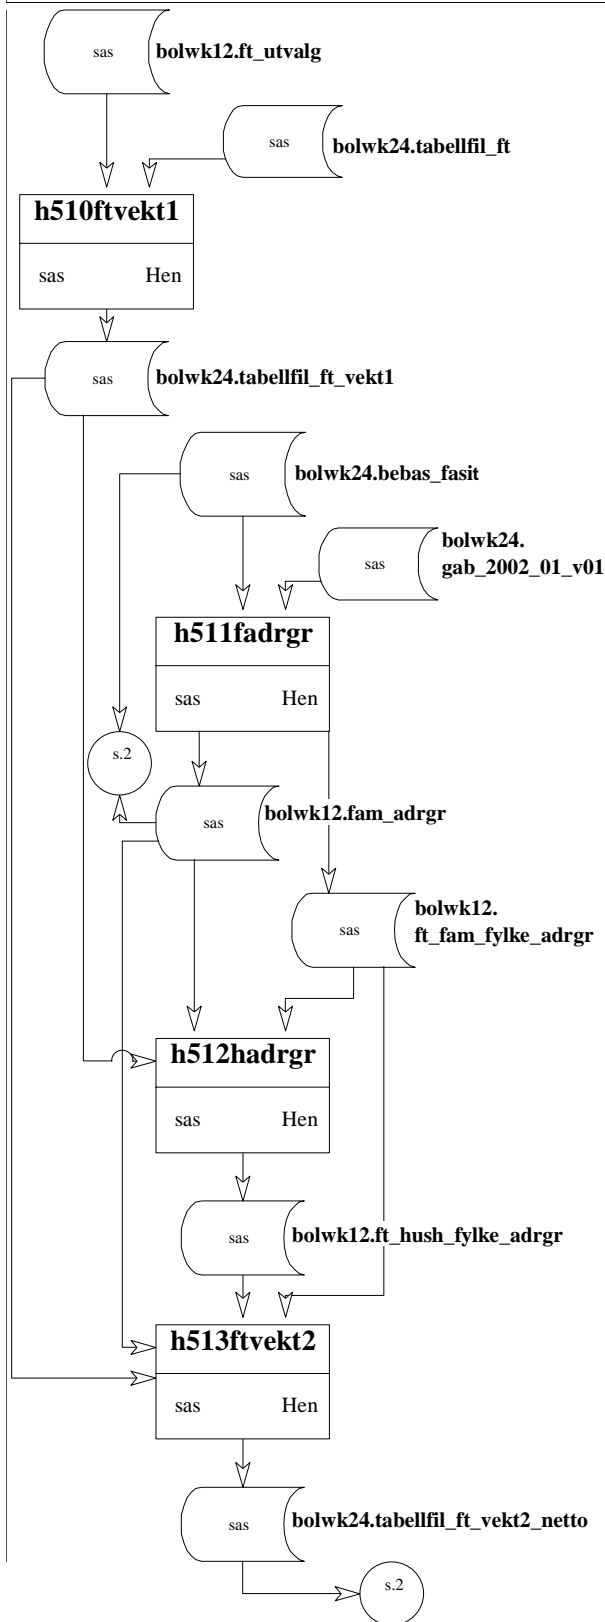 sas bolwk12.ft_utvalg
sas bolwk24.tabellfil_ft
h510ftvekt1
sas Hen
sas bolwk24.tabellfil_ft_vekt1
sas bolwk24.bebas_fasit
bolwk24.
sas gab_2002_01_v01
h511fadrgr
sas Hen
s.2
sas bolwk12.fam_adrgr
bolwk12.
sas ft_fam_fylke_adrgr
h512hadrgr
sas Hen
sas bolwk12.ft_hush_fylke_adrgr
h513ftvekt2
sas Hen
sas bolwk24.tabellfil_ft_vekt2_netto
s.2